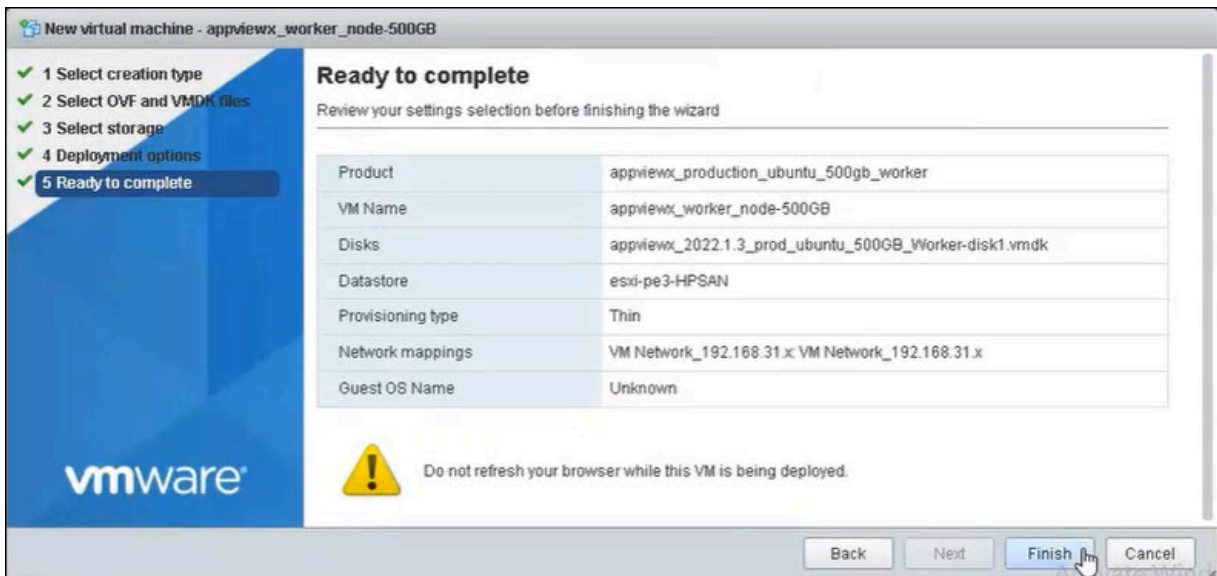 New virtual machine - appviewx_worker_node-500GB
1 Select creation type
2 Select OVF and VMDK files
3 Select storage
4 Deployment options
5 Ready to complete
vmware®
Ready to complete
Review your settings selection before finishing the wizard
Product appviewx_production_ubuntu_500gb_worker
VM Name appviewx_worker_node-500GB
Disks appviewx_2022.1.3_prod_ubuntu_500GB_Worker-disk1.vmdk
Datastore esxi-pe3-HPSAN
Provisioning type Thin
Network mappings VM Network_192.168.31.x: VM Network_192.168.31.x
Guest OS Name Unknown
Do not refresh your browser while this VM is being deployed.
Back Next Finish Cancel